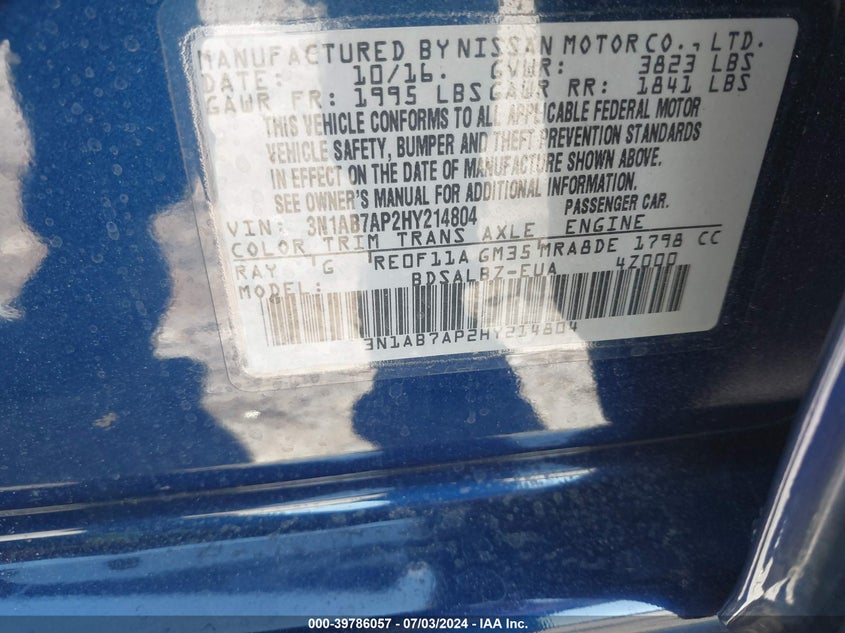 MANUFACTURED BY NISSAN MOTOR CO., LTD.
DATE: 10/16. GVWR: 3823 LBS
GAWR FR: 1995 LBS GAWR RR: 1841 LBS
THIS VEHICLE CONFORMS TO ALL APPLICABLE FEDERAL MOTOR
VEHICLE SAFETY, BUMPER AND THEFT PREVENTION STANDARDS
IN EFFECT ON THE DATE OF MANUFACTURE SHOWN ABOVE.
SEE OWNER'S MANUAL FOR ADDITIONAL INFORMATION.
VIN: 3N1AB7AP2HY214804 PASSENGER CAR.
COLOR TRIM TRANS AXLE ENGINE
RAY G RE0F11A GM35 MRA8DE 1798 CC
MODEL: BDSALBZ-EUA 4Z000
3N1AB7AP2HY214804
000-39786057 - 07/03/2024 - IAA Inc.